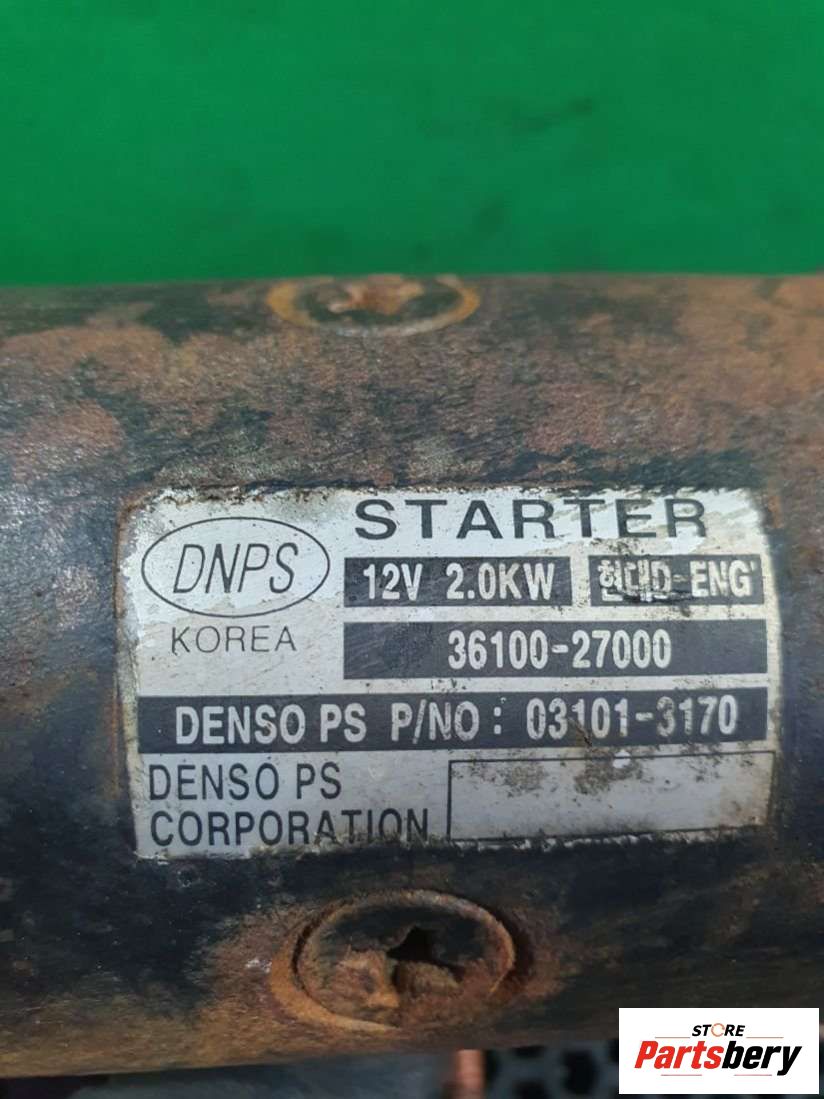 STARTER
DNPS
12V 2.0KW 현대D-ENG'
KOREA
36100-27000
DENSO PS P/NO: 03101-3170
DENSO PS
CORPORATION
STORE
Partsbery